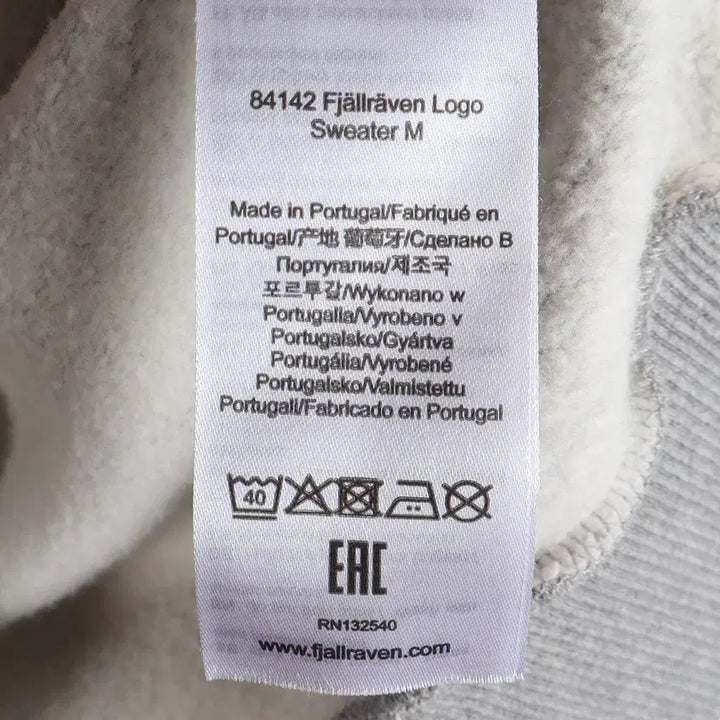 84142 Fjällräven Logo
Sweater M
Made in Portugal/Fabriqué en
Portugal/产地 葡萄牙/Сделано В
Португалия/제조국
포르투갈/Wykonano w
Portugalia/Vyrobeno v
Portugalsko/Gyártva
Portugália/Vyrobené
Portugalsko/Valmistettu
Portugali/Fabricado en Portugal
40
EAC
RN132540
www.fjallraven.com